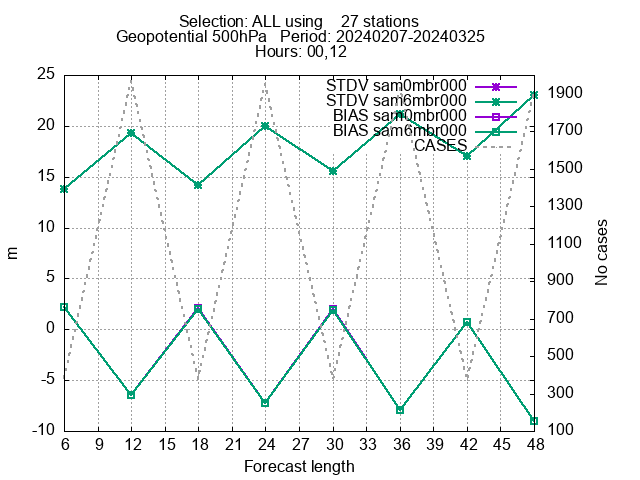 Selection: ALL using    27 stations
Geopotential 500hPa   Period: 20240207-20240325
Hours: 00,12
STDV sam0mbr000
STDV sam6mbr000
BIAS sam0mbr000
BIAS sam6mbr000
CASES
25
20
15
10
5
0
-5
-10
m
1900
1700
1500
1300
1100
900
700
500
300
100
No cases
6 9 12 15 18 21 24 27 30 33 36 39 42 45 48
Forecast length